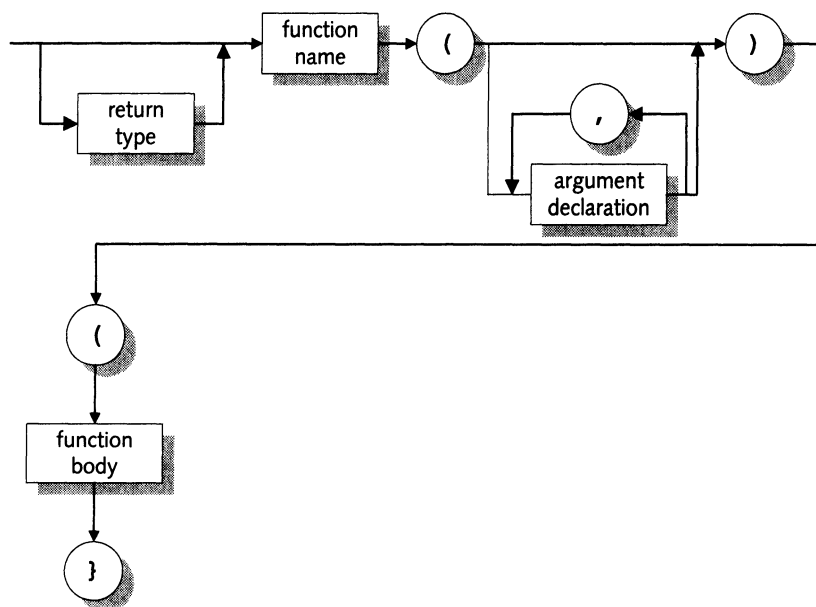 function
name
(
)
return
type
,
argument
declaration
(
function
body
}